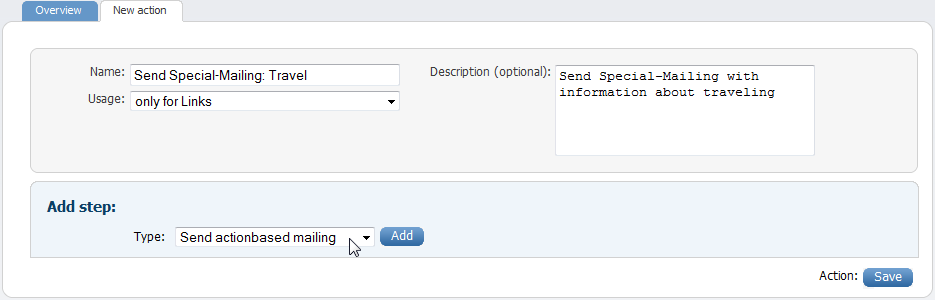 Overview New action
Name: Send Special-Mailing: Travel
Usage: only for Links
Description (optional): Send Special-Mailing with
information about traveling
Add step:
Type: Send actionbased mailing Add
Action: Save